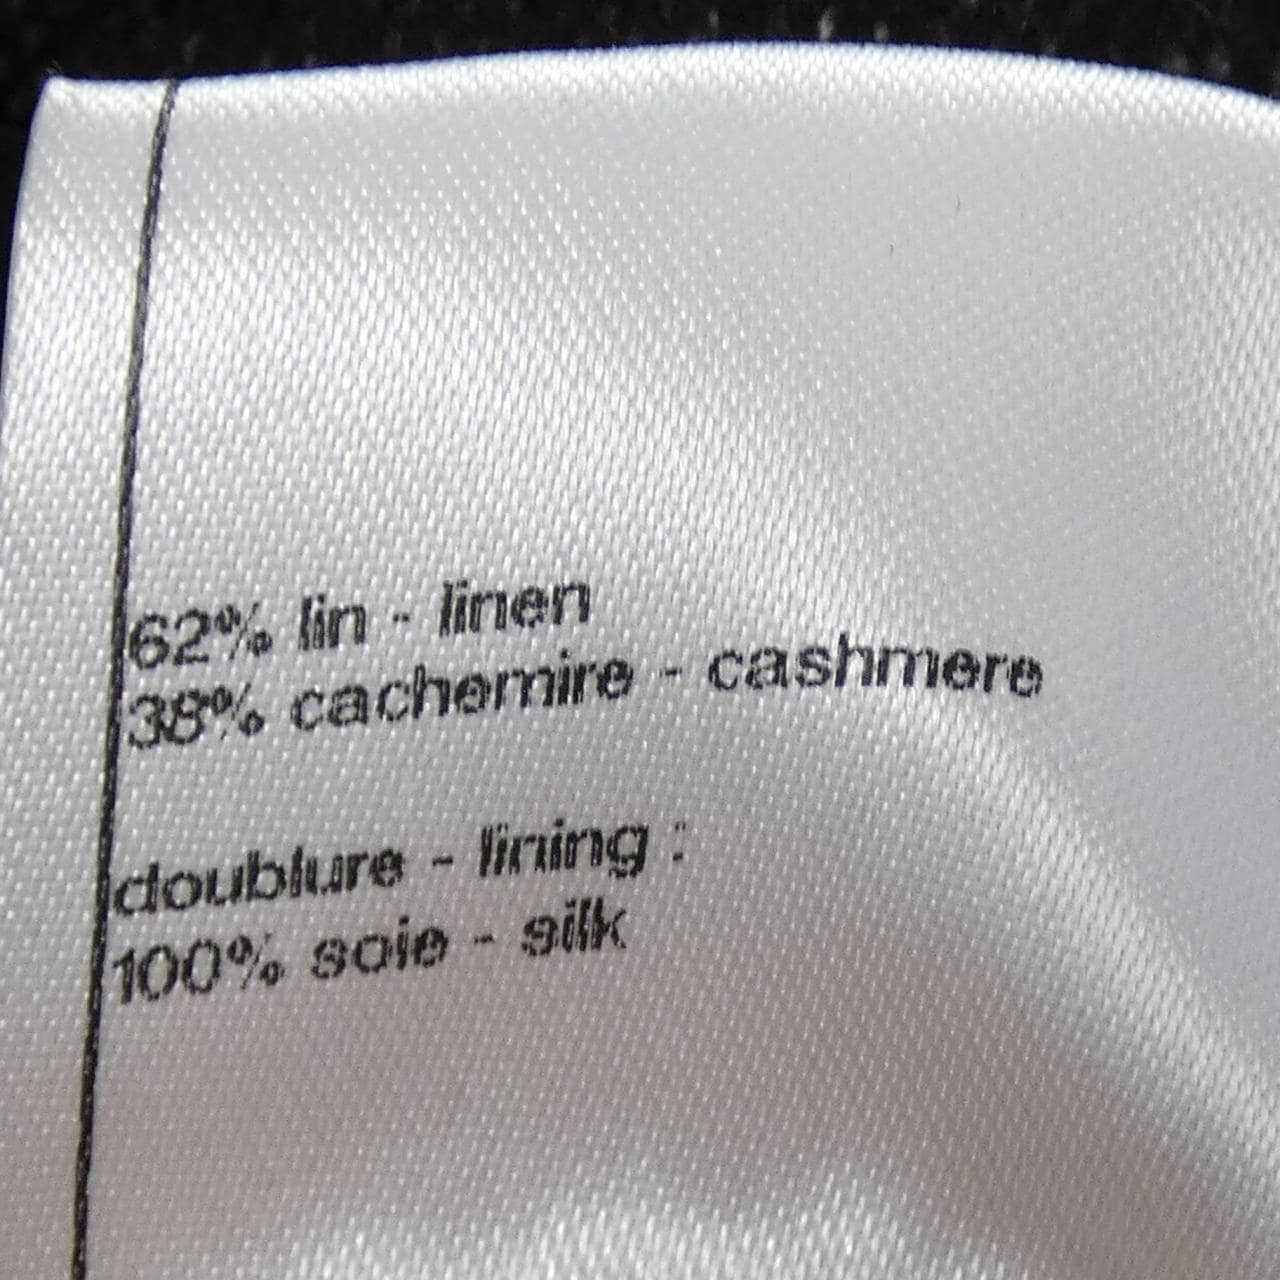 62% lin - linen
38% cachemire - cashmere
doublure - lining :
100% soie - silk